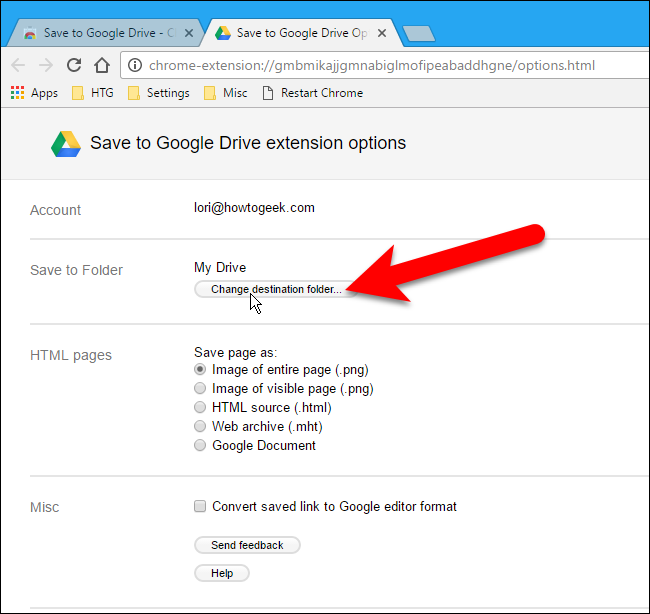 Save to Google Drive - C
Save to Google Drive Op
chrome-extension://gmbmikajjgmnabiglmofipeabaddhgne/options.html
Apps HTG Settings Misc Restart Chrome
Save to Google Drive extension options
Account lori@howtogeek.com
Save to Folder My Drive
Change destination folder...
HTML pages Save page as:
Image of entire page (.png)
Image of visible page (.png)
HTML source (.html)
Web archive (.mht)
Google Document
Misc Convert saved link to Google editor format
Send feedback
Help